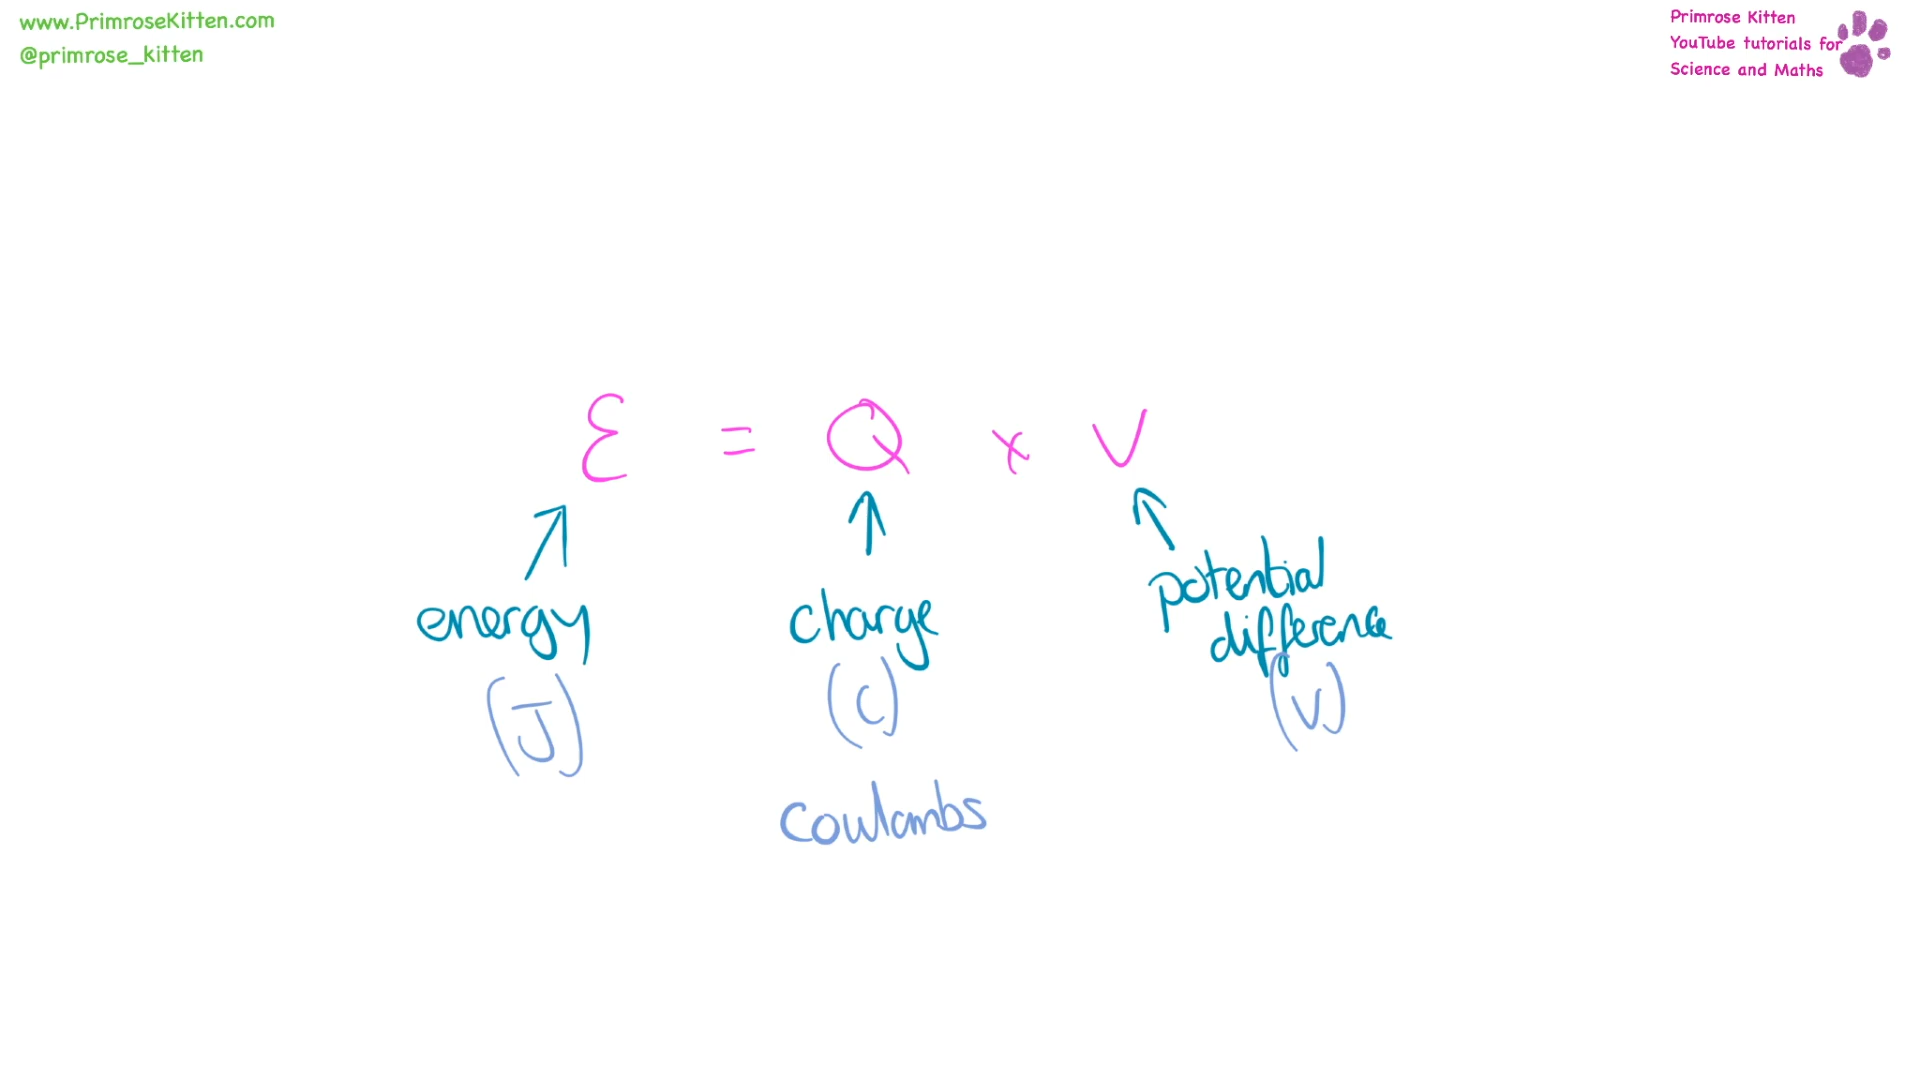 www.PrimroseKitten.com
@primrose_kitten
Primrose Kitten
YouTube tutorials for
Science and Maths
E = Q x V
energy
charge
potential
difference
(J)
(C)
(V)
coulombs